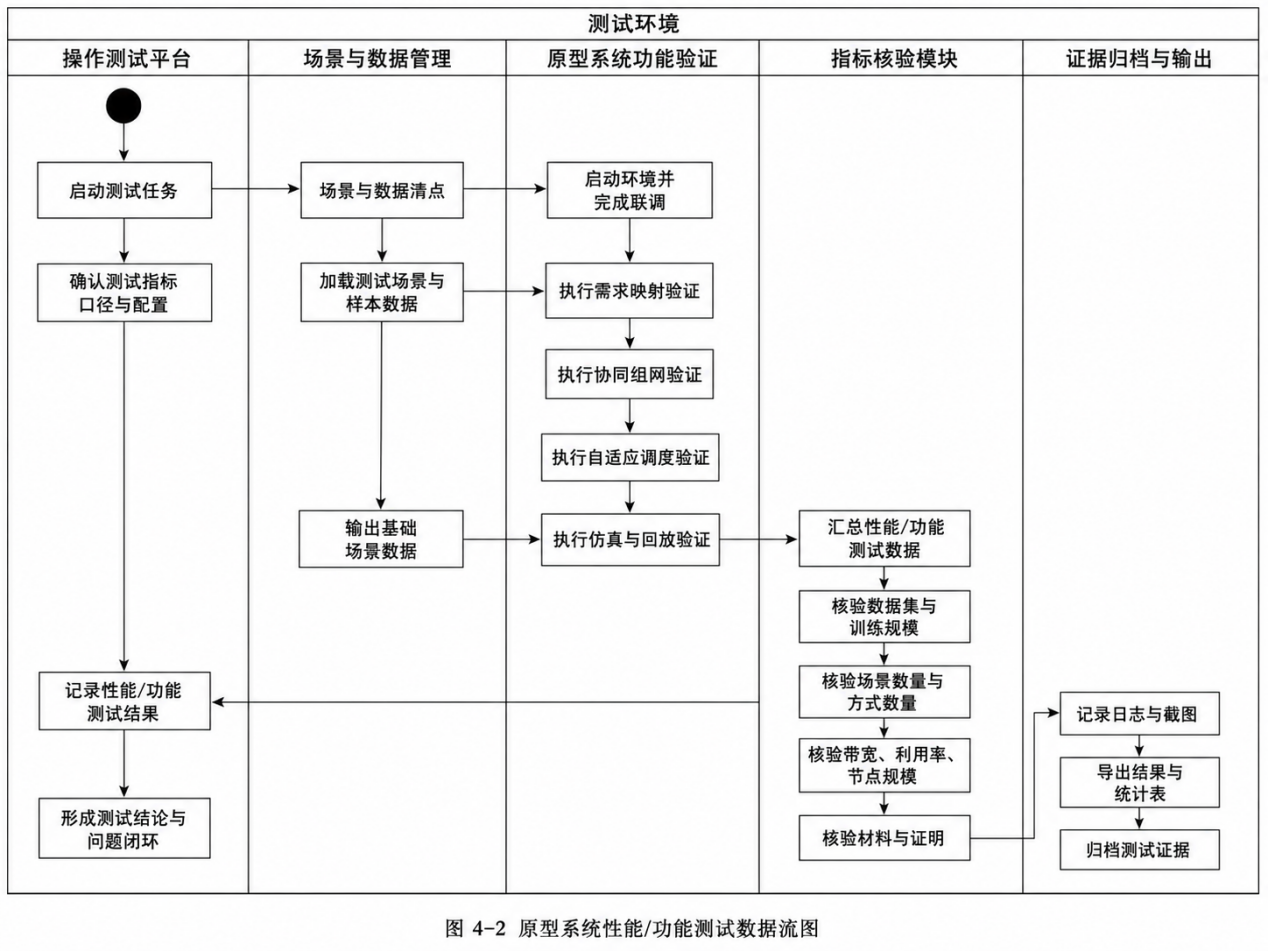 测试环境
操作测试平台
场景与数据管理
原型系统功能验证
指标核验模块
证据归档与输出
启动测试任务
场景与数据清点
启动环境并
完成联调
确认测试指标
口径与配置
加载测试场景与
样本数据
执行需求映射验证
执行协同组网验证
执行自适应调度验证
输出基础
场景数据
执行仿真与回放验证
汇总性能/功能
测试数据
核验数据集与
训练规模
核验场景数量与
方式数量
核验带宽、利用率、
节点规模
核验材料与证明
记录性能/功能
测试结果
形成测试结论与
问题闭环
记录日志与截图
导出结果与
统计表
归档测试证据
图 4-2 原型系统性能/功能测试数据流图